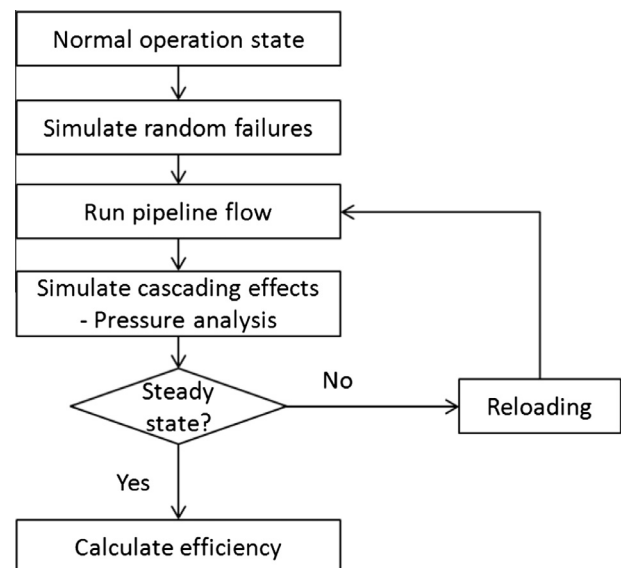 Normal operation state
Simulate random failures
Run pipeline flow
Simulate cascading effects
- Pressure analysis
Steady
state?
No
Reloading
Yes
Calculate efficiency